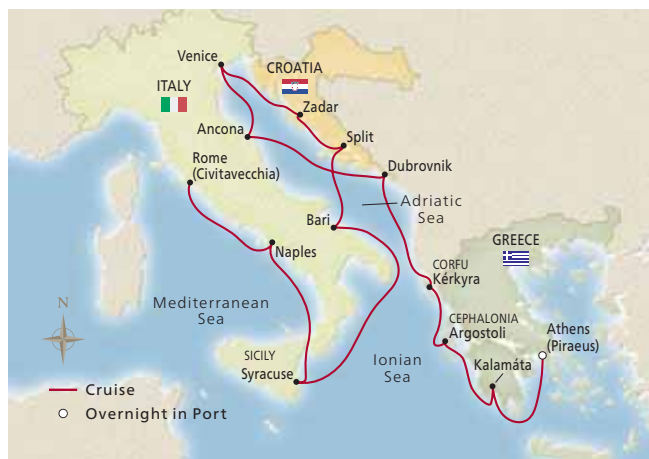 Venice
CROATIA
ITALY
Zadar
Ancona
Split
Rome
(Civitavecchia)
Dubrovnik
Adriatic
Sea
Bari
GREECE
Naples
CORFU
Kérkyra
N
Mediterranean
Sea
CEPHALONIA
Argostoli
Athens
(Piraeus)
SICILY
Syracuse
Ionian
Sea
Kalamáta
Cruise
Overnight in Port